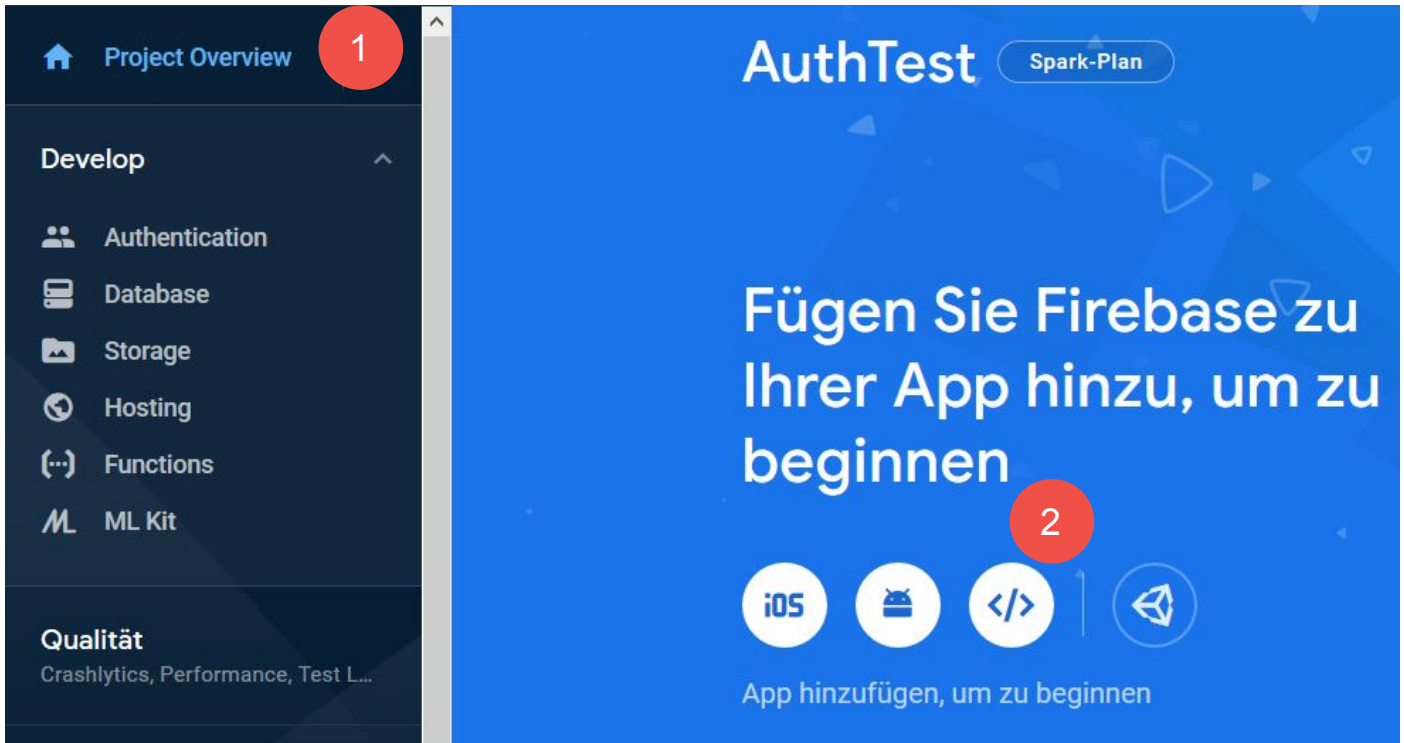 Project Overview
1
Develop
Authentication
Database
Storage
Hosting
Functions
ML Kit
Qualität
Crashlytics, Performance, Test L...
AuthTest
Spark-Plan
Fügen Sie Firebase zu
Ihrer App hinzu, um zu
beginnen
2
iOS
</>
App hinzufügen, um zu beginnen